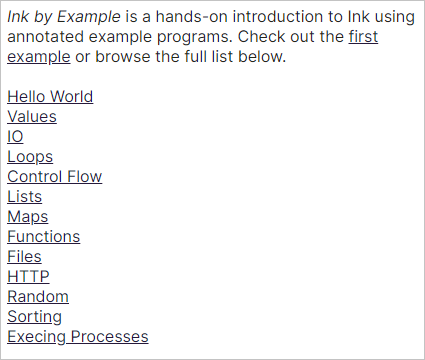 Ink by Example is a hands-on introduction to Ink using
annotated example programs. Check out the first
example or browse the full list below.
Hello World
Values
IO
Loops
Control Flow
Lists
Maps
Functions
Files
HTTP
Random
Sorting
Execing Processes